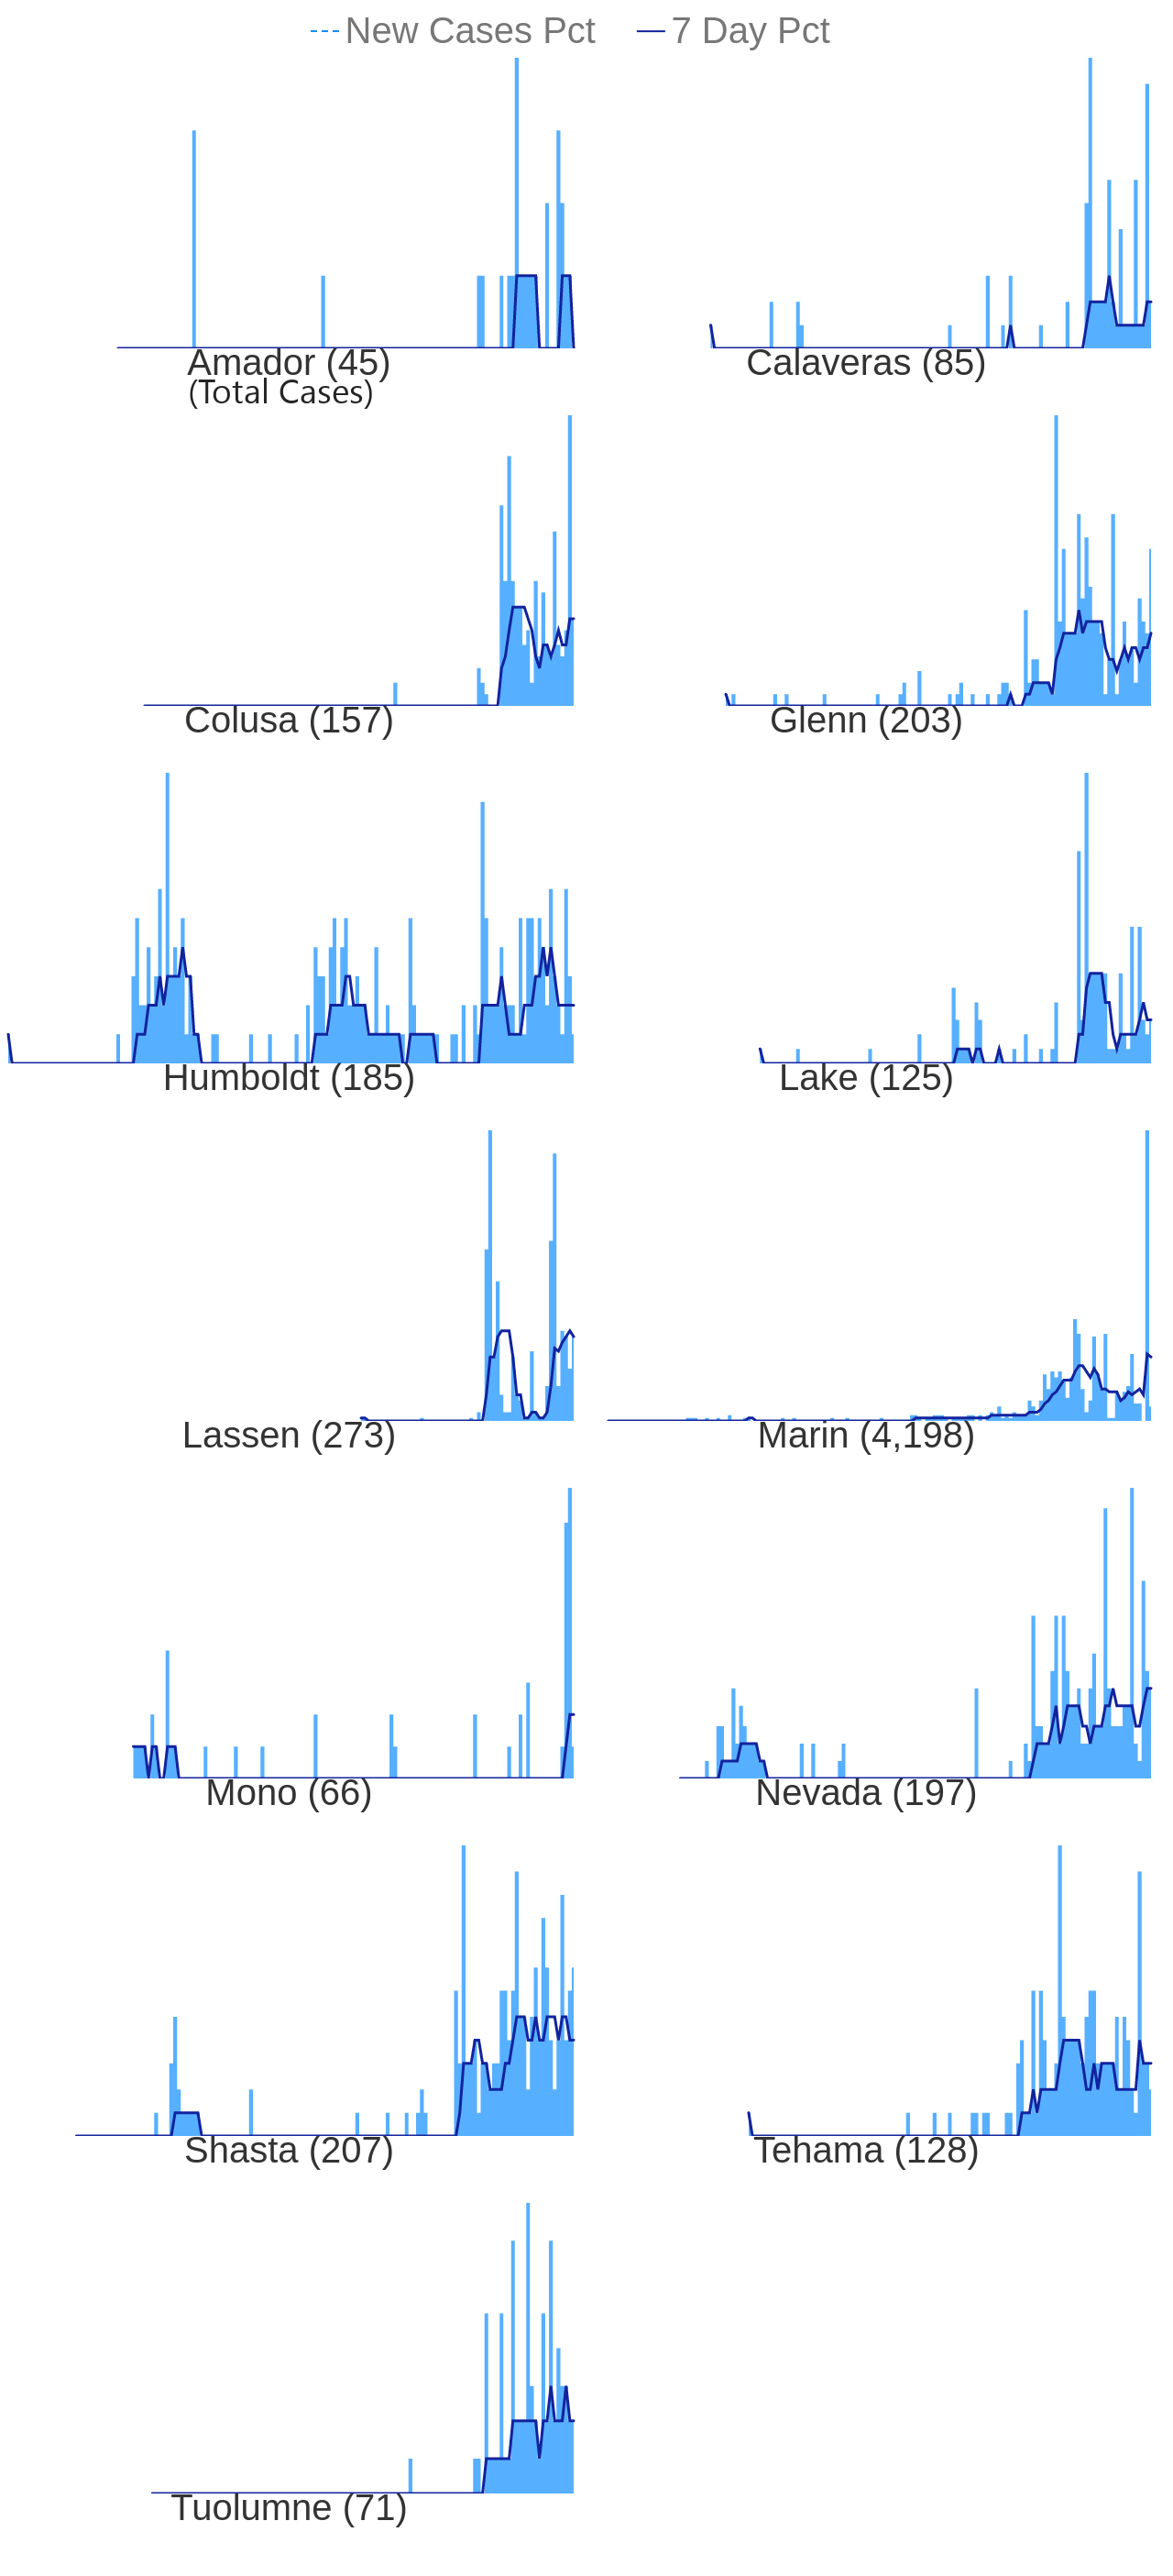 New Cases Pct 7 Day Pct
Amador (45) Calaveras (85)
(Total Cases)
Colusa (157) Glenn (203)
Humboldt (185) Lake (125)
Lassen (273) Marin (4,198)
Mono (66) Nevada (197)
Shasta (207) Tehama (128)
Tuolumne (71)